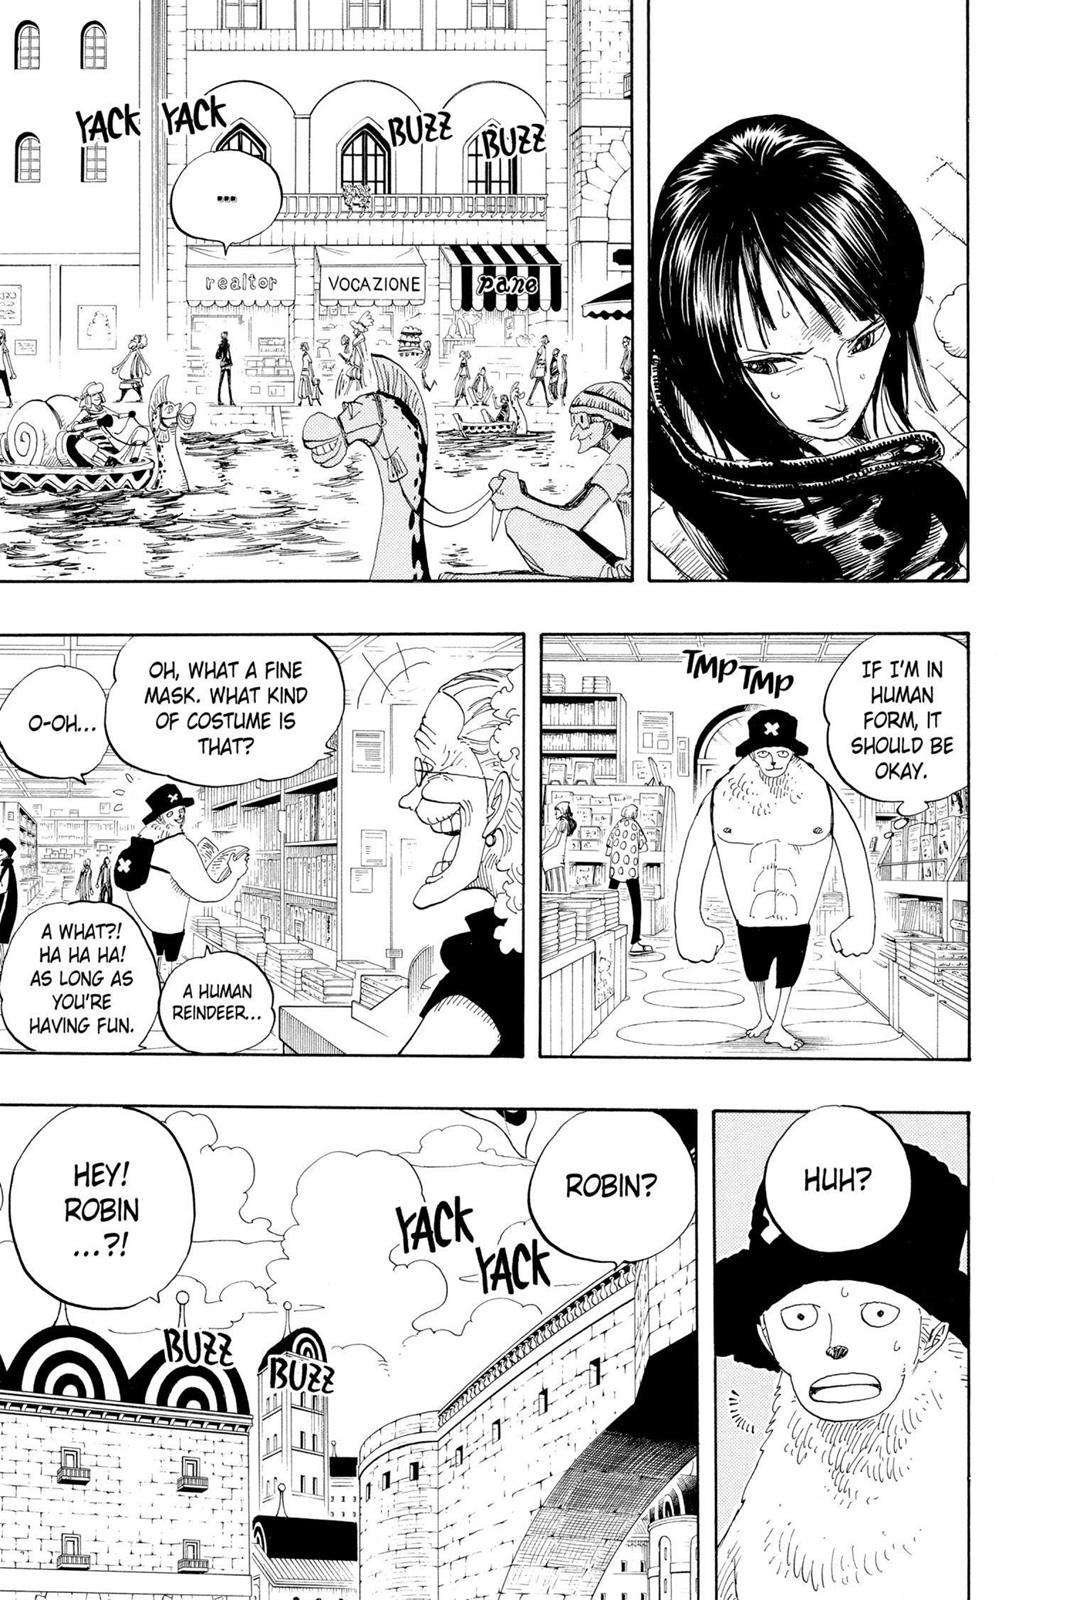 YACK
YACK
BUZZ
BUZZ
...
realtor
VOCAZIONE
pane
TMP TMP
IF I'M IN
HUMAN
FORM, IT
SHOULD BE
OKAY.
OH, WHAT A FINE
MASK. WHAT KIND
OF COSTUME IS
THAT?
O-OH...
A HUMAN
REINDEER...
A WHAT?!
HA HA HA!
AS LONG AS
YOU'RE
HAVING FUN.
HUH?
ROBIN?
YACK
YACK
HEY!
ROBIN
...?!
BUZZ
BUZZ